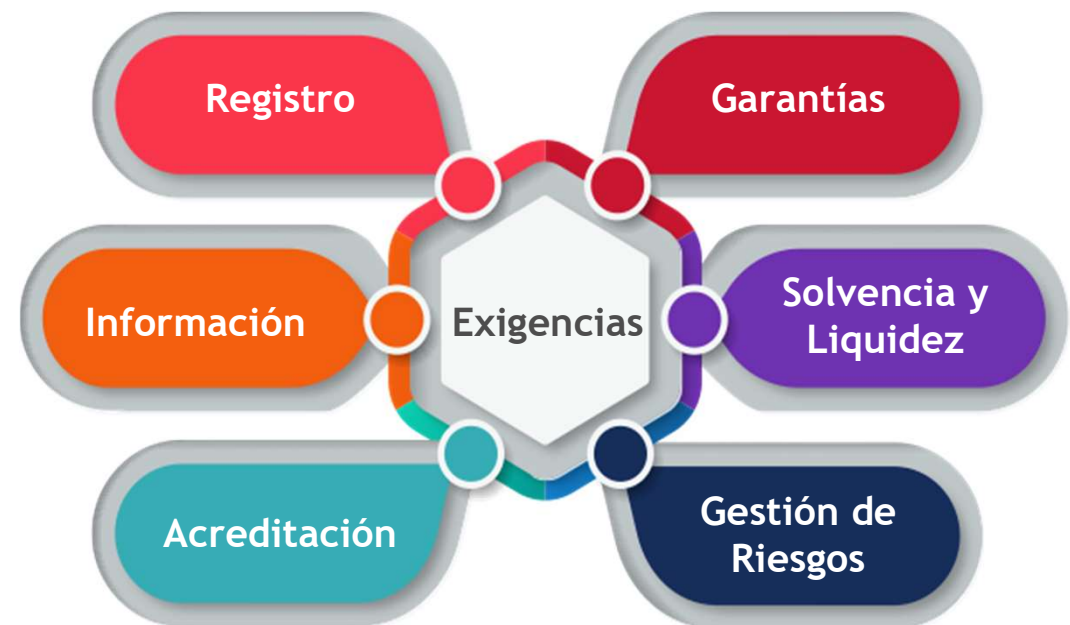 Registro
Garantías
Información
Exigencias
Solvencia y
Liquidez
Acreditación
Gestión de
Riesgos